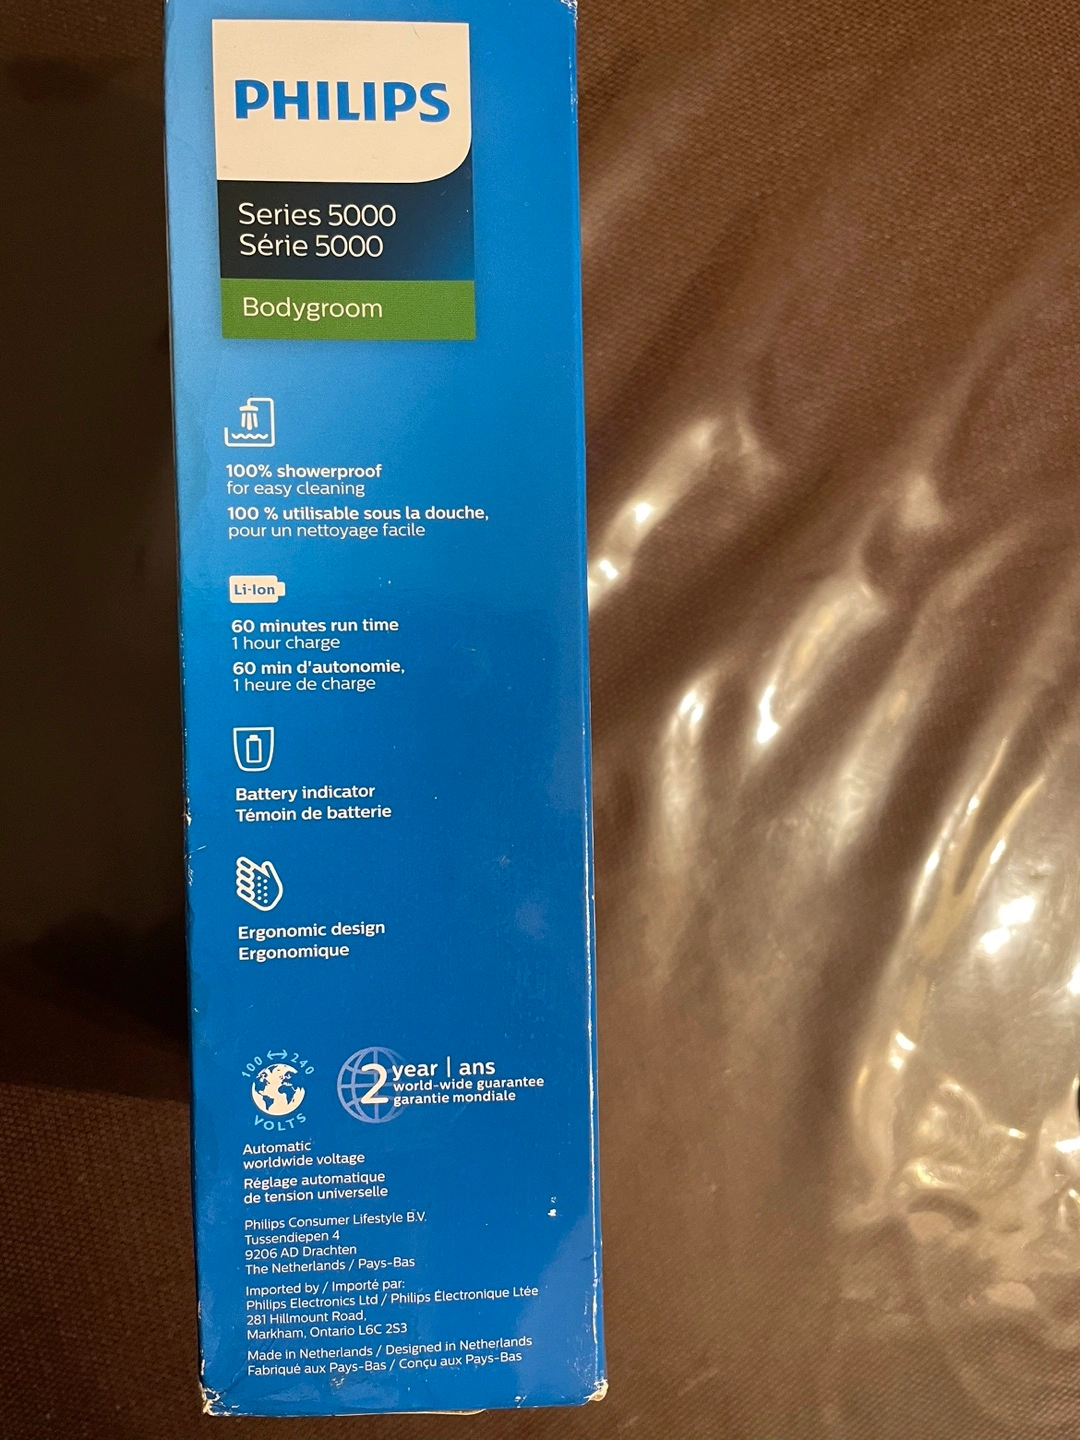 PHILIPS
Series 5000
Série 5000
Bodygroom
100% showerproof
for easy cleaning
100 % utilisable sous la douche,
pour un nettoyage facile
Li-Ion
60 minutes run time
1 hour charge
60 min d'autonomie,
1 heure de charge
Battery indicator
Témoin de batterie
Ergonomic design
Ergonomique
100 ↔ 240
VOLTS
2 year | ans
world-wide guarantee
garantie mondiale
Automatic
worldwide voltage
Réglage automatique
de tension universelle
Philips Consumer Lifestyle B.V.
Tussendiepen 4
9206 AD Drachten
The Netherlands / Pays-Bas
Imported by / Importé par:
Philips Electronics Ltd / Philips Électronique Ltée
281 Hillmount Road,
Markham, Ontario L6C 2S3
Made in Netherlands / Designed in Netherlands
Fabriqué aux Pays-Bas / Conçu aux Pays-Bas